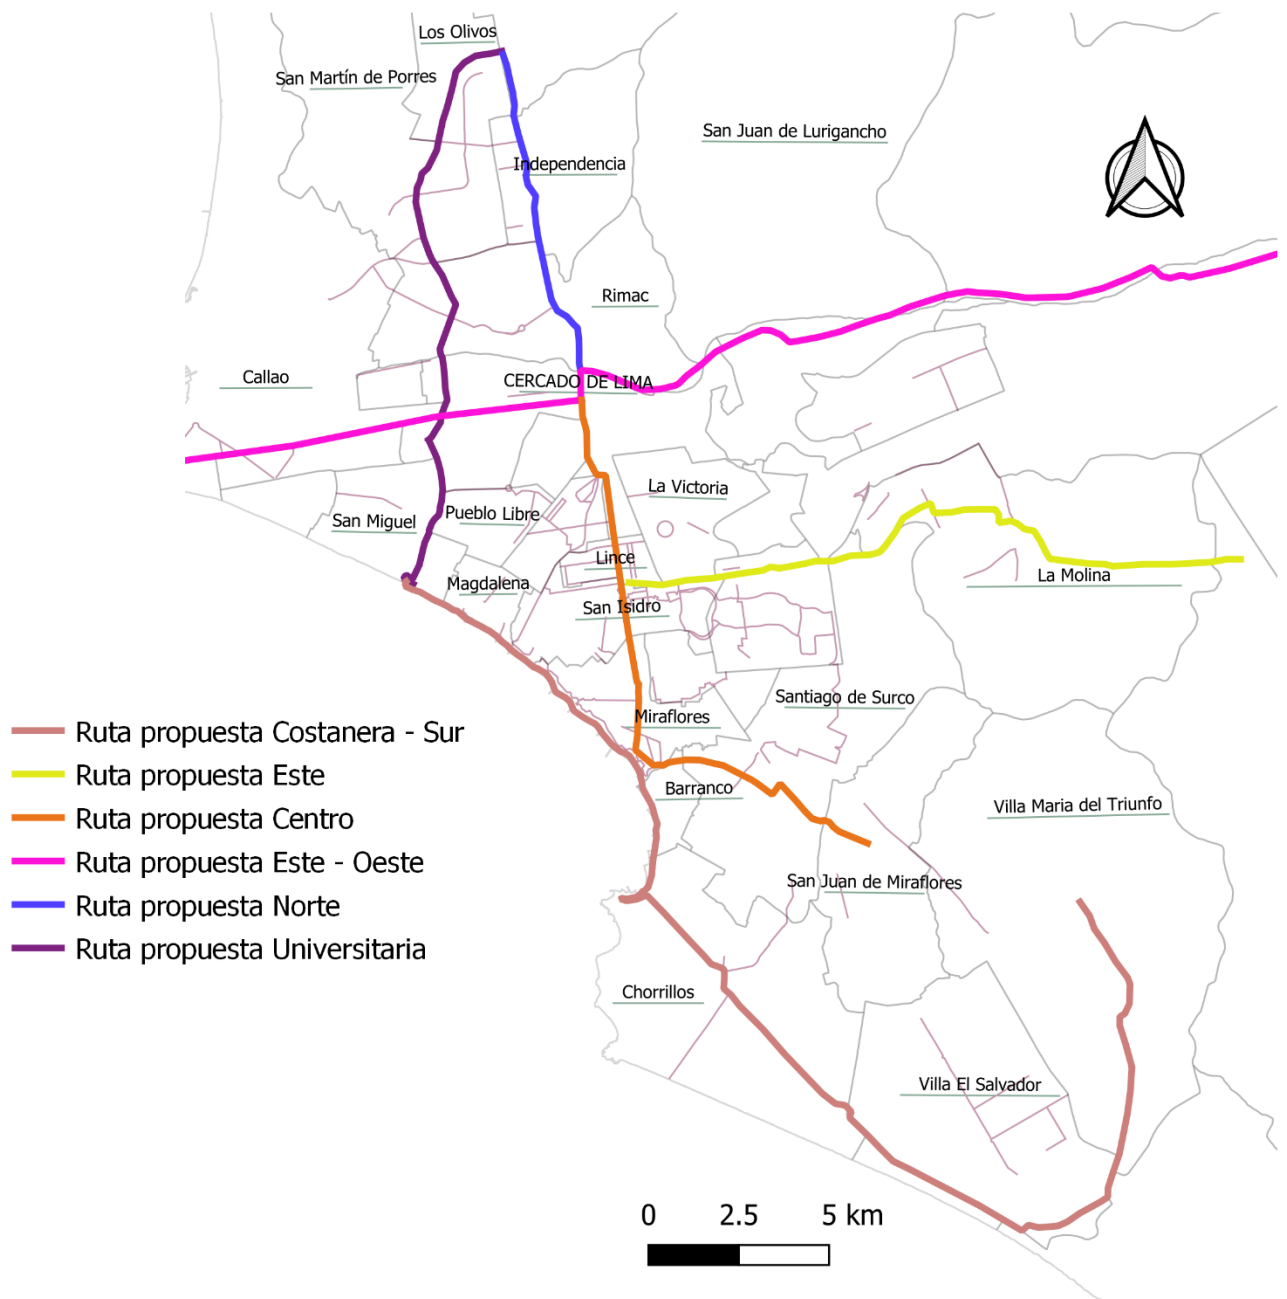 Los Olivos
San Martín de Porres
San Juan de Lurigancho
Independencia
Rimac
Callao
CERCADO DE LIMA
La Victoria
Pueblo Libre
San Miguel
Lince
Magdalena
La Molina
San Isidro
Santiago de Surco
Miraflores
Barranco
Villa Maria del Triunfo
San Juan de Miraflores
Chorrillos
Villa El Salvador
Ruta propuesta Costanera - Sur
Ruta propuesta Este
Ruta propuesta Centro
Ruta propuesta Este - Oeste
Ruta propuesta Norte
Ruta propuesta Universitaria
0 2.5 5 km